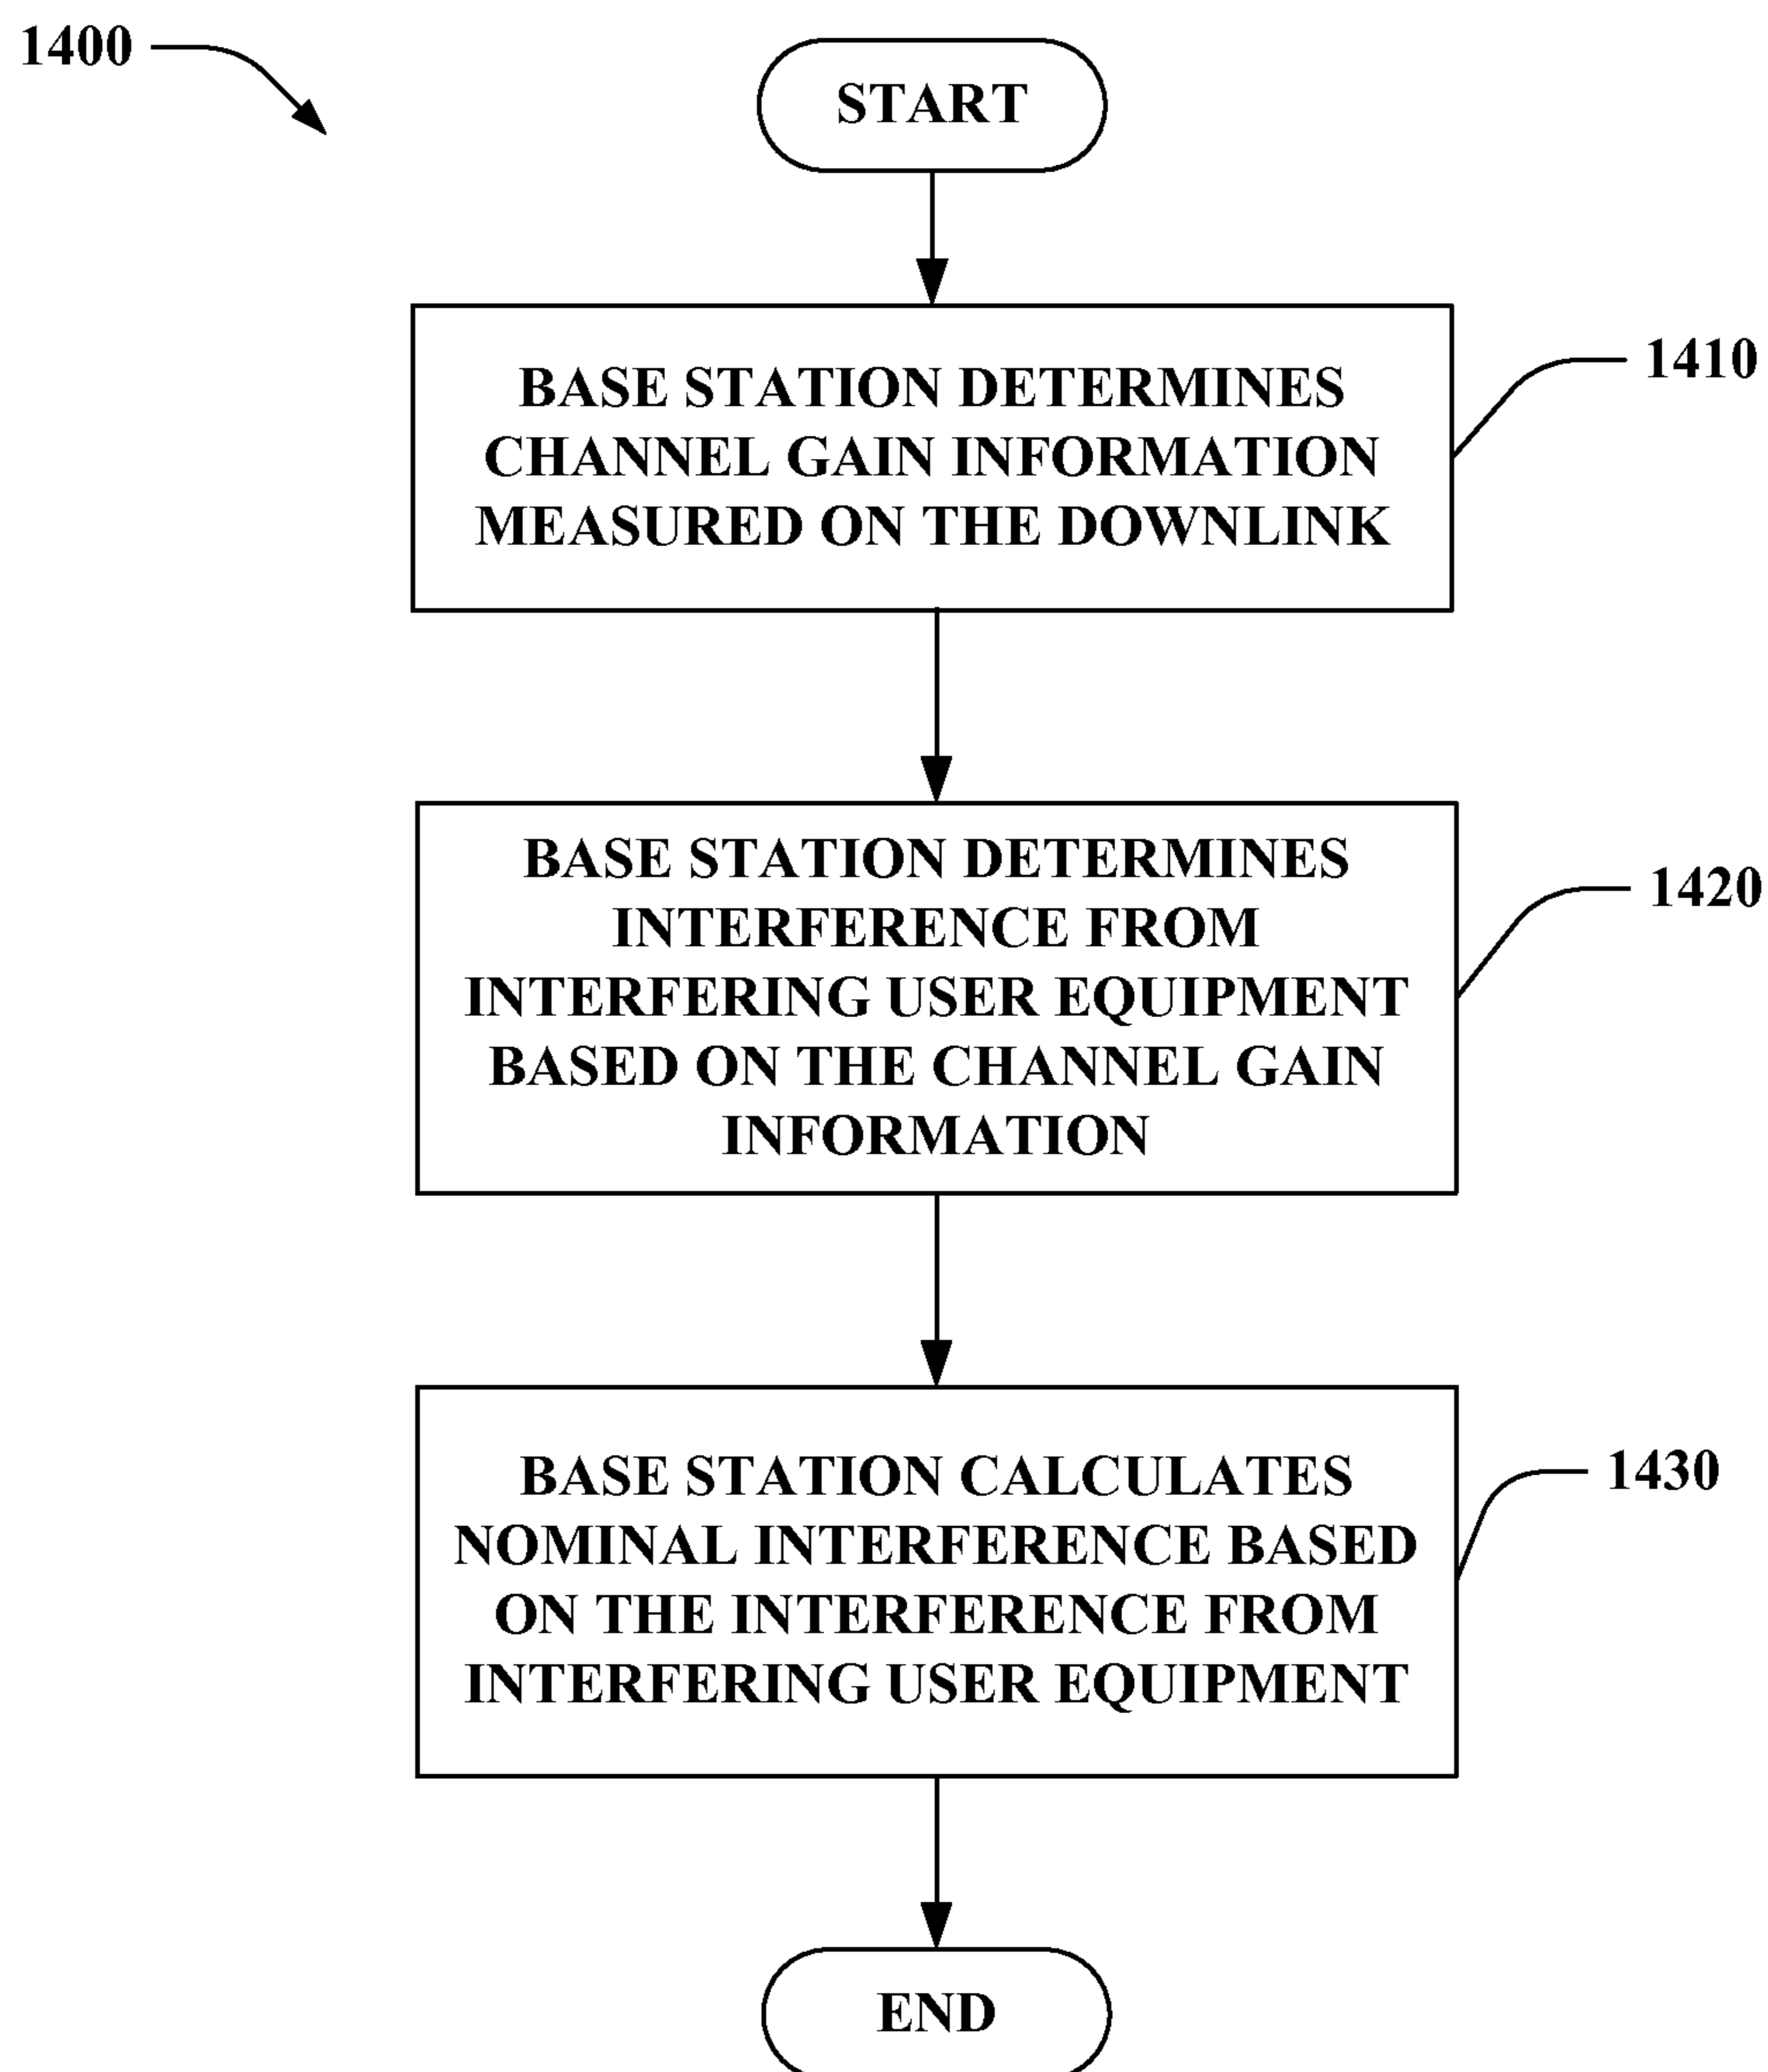 1400
START
BASE STATION DETERMINES
CHANNEL GAIN INFORMATION
MEASURED ON THE DOWNLINK
1410
BASE STATION DETERMINES
INTERFERENCE FROM
INTERFERING USER EQUIPMENT
BASED ON THE CHANNEL GAIN
INFORMATION
1420
BASE STATION CALCULATES
NOMINAL INTERFERENCE BASED
ON THE INTERFERENCE FROM
INTERFERING USER EQUIPMENT
1430
END